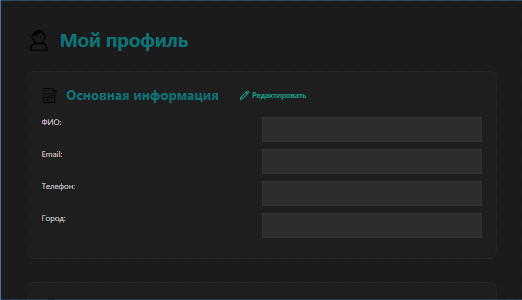 Мой профиль
Основная информация
Редактировать
ФИО:
Email:
Телефон:
Город: